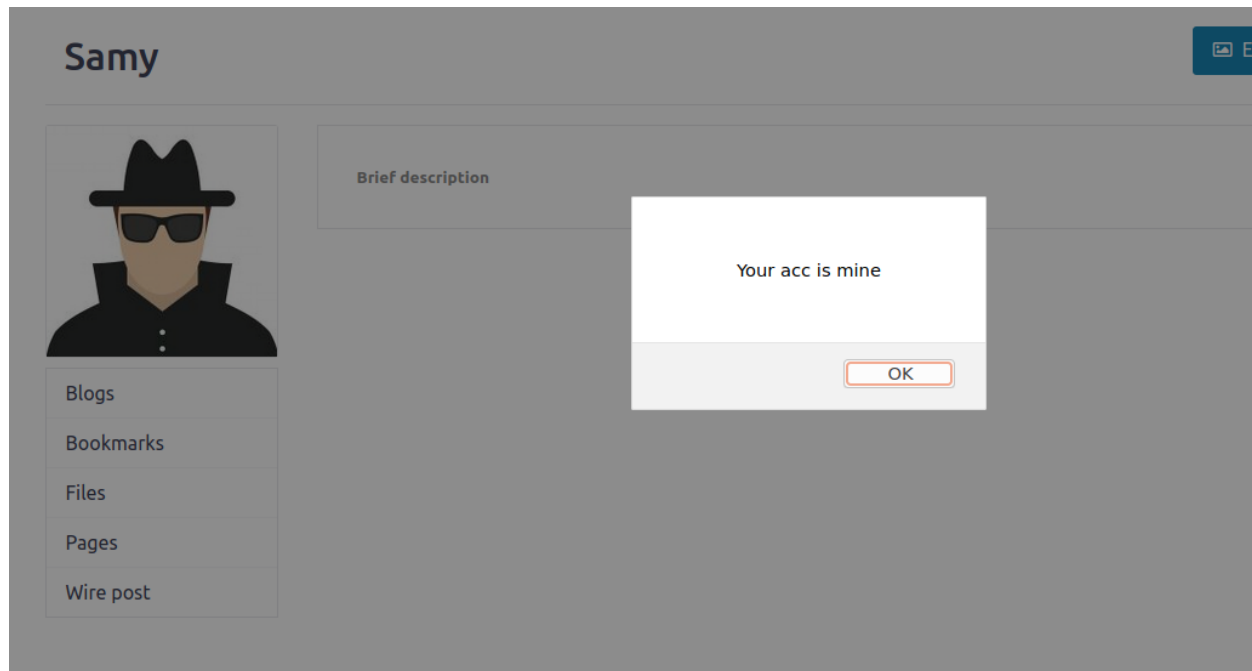 Samy
E
Brief description
Your acc is mine
OK
Blogs
Bookmarks
Files
Pages
Wire post